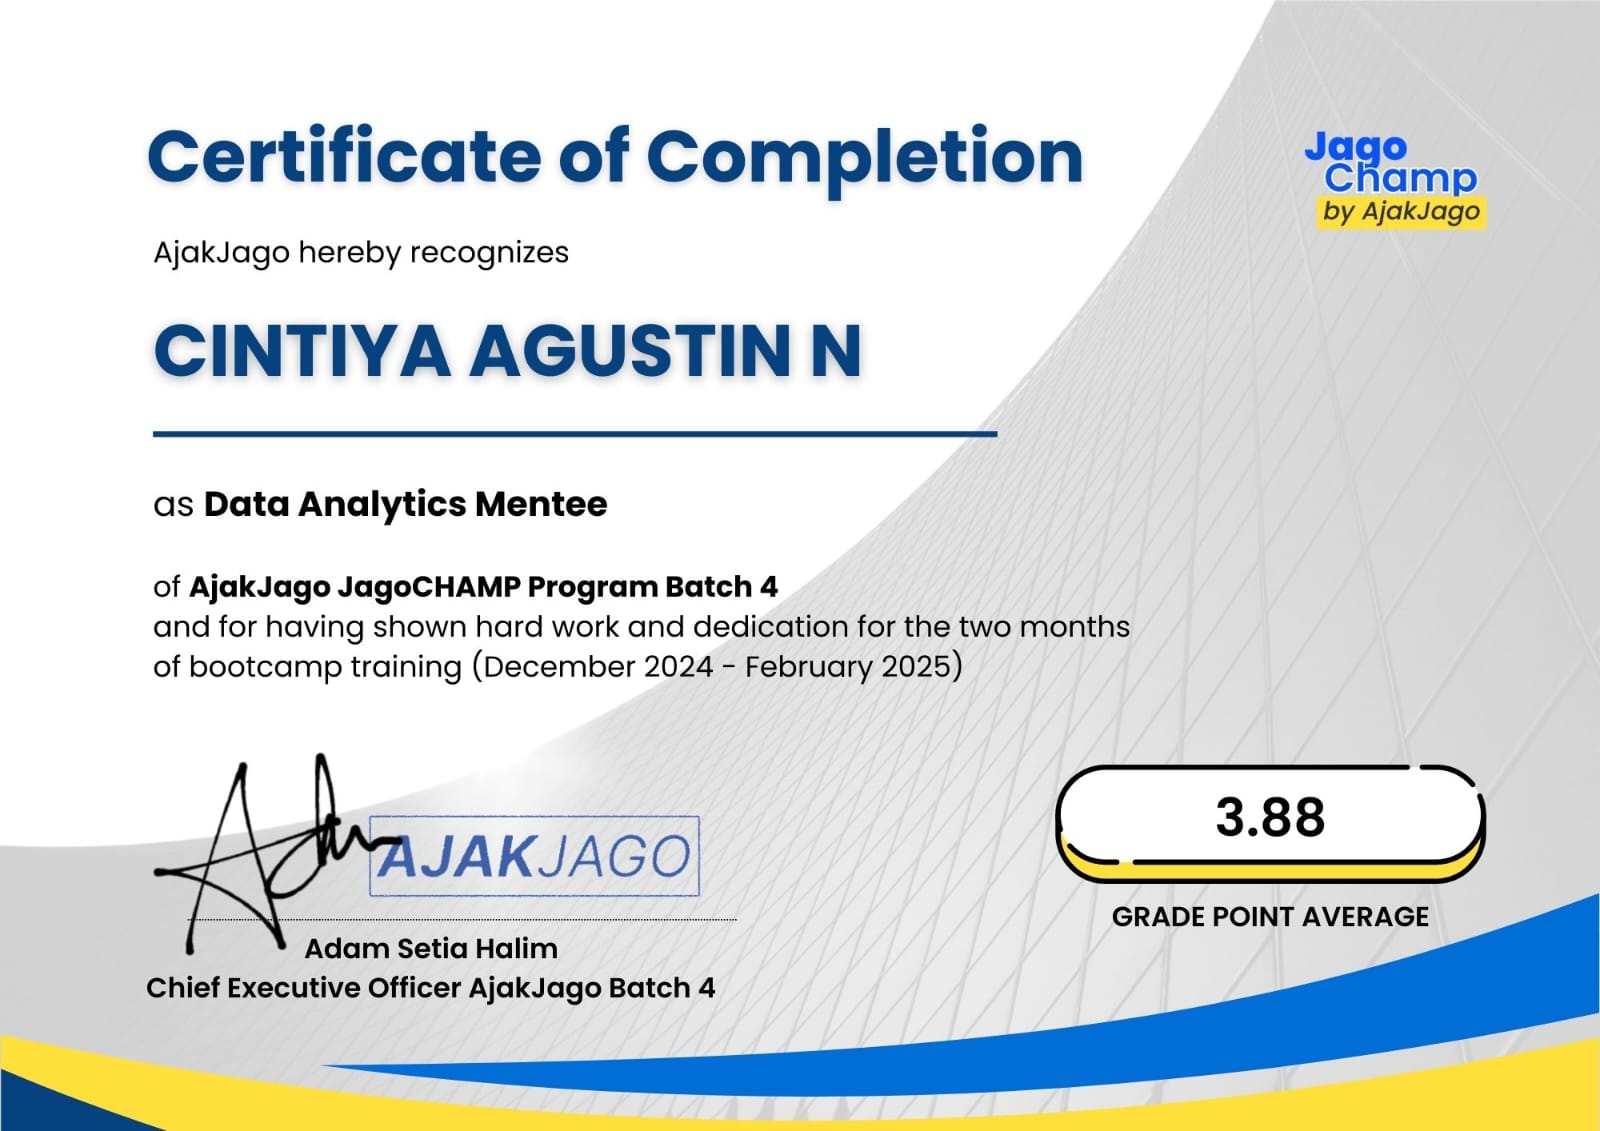 Certificate of Completion
Jago
Champ
by AjakJago
AjakJago hereby recognizes
CINTIYA AGUSTIN N
as Data Analytics Mentee
of AjakJago JagoCHAMP Program Batch 4
and for having shown hard work and dedication for the two months
of bootcamp training (December 2024 - February 2025)
Adam
AJAKJAGO
Adam Setia Halim
Chief Executive Officer AjakJago Batch 4
3.88
GRADE POINT AVERAGE